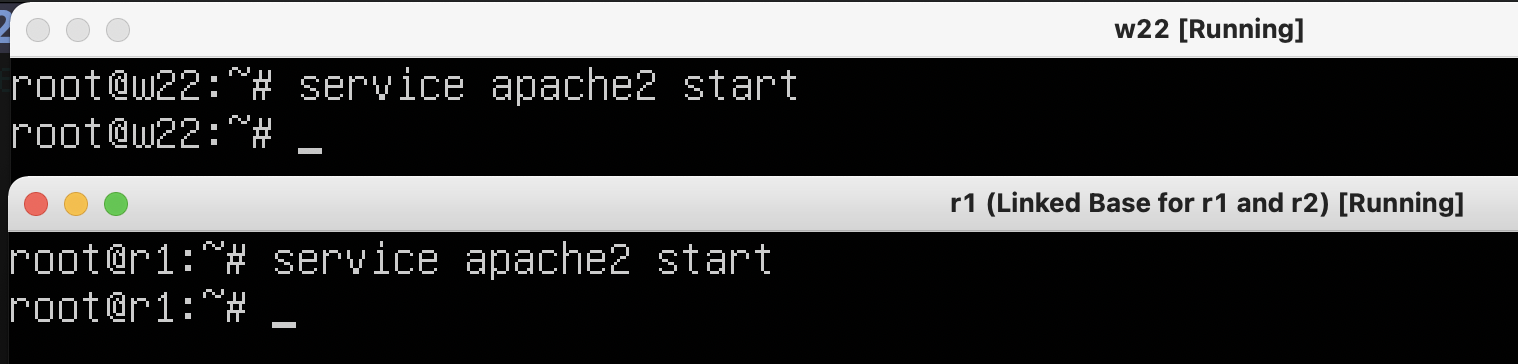 w22 [Running]
root@w22:~# service apache2 start
root@w22:~# _
r1 (Linked Base for r1 and r2) [Running]
root@r1:~# service apache2 start
root@r1:~# _